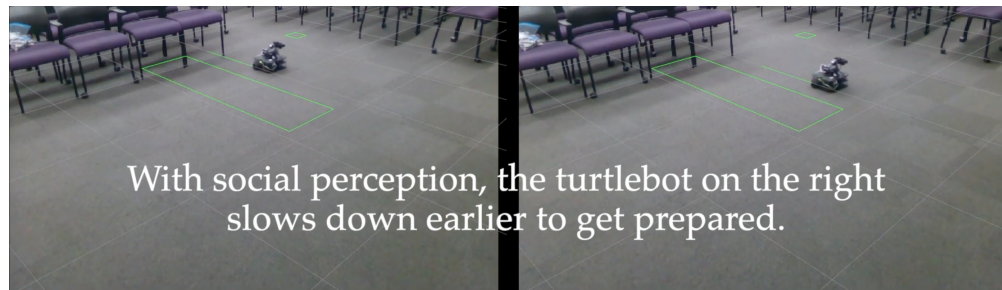 With social perception, the turtlebot on the right
slows down earlier to get prepared.